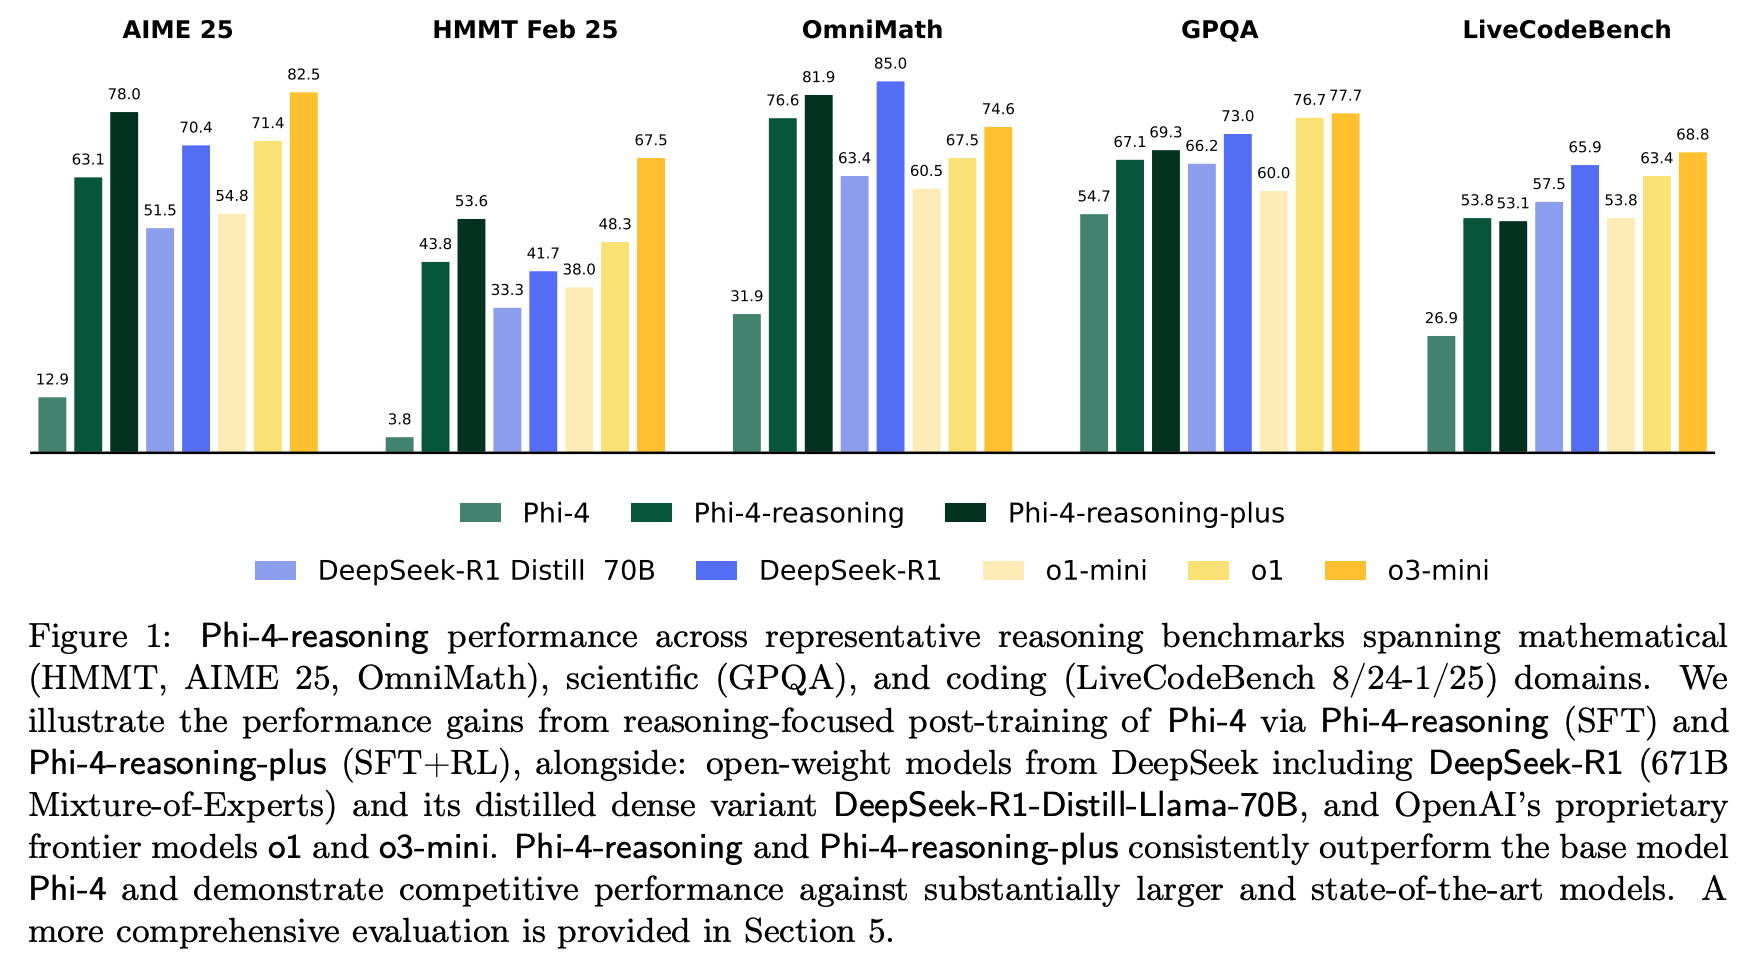 AIME 25 HMMT Feb 25 OmniMath GPQA LiveCodeBench
12.9 63.1 78.0 51.5 70.4 54.8 71.4 82.5
3.8 43.8 53.6 33.3 41.7 38.0 48.3 67.5
31.9 76.6 81.9 63.4 85.0 60.5 67.5 74.6
54.7 67.1 69.3 66.2 73.0 60.0 76.7 77.7
26.9 53.8 53.1 57.5 65.9 53.8 63.4 68.8
Phi-4 Phi-4-reasoning Phi-4-reasoning-plus
DeepSeek-R1 Distill 70B DeepSeek-R1 o1-mini o1 o3-mini
Figure 1: Phi-4-reasoning performance across representative reasoning benchmarks spanning mathematical
(HMMT, AIME 25, OmniMath), scientific (GPQA), and coding (LiveCodeBench 8/24-1/25) domains. We
illustrate the performance gains from reasoning-focused post-training of Phi-4 via Phi-4-reasoning (SFT) and
Phi-4-reasoning-plus (SFT+RL), alongside: open-weight models from DeepSeek including DeepSeek-R1 (671B
Mixture-of-Experts) and its distilled dense variant DeepSeek-R1-Distill-Llama-70B, and OpenAI's proprietary
frontier models o1 and o3-mini. Phi-4-reasoning and Phi-4-reasoning-plus consistently outperform the base model
Phi-4 and demonstrate competitive performance against substantially larger and state-of-the-art models. A
more comprehensive evaluation is provided in Section 5.